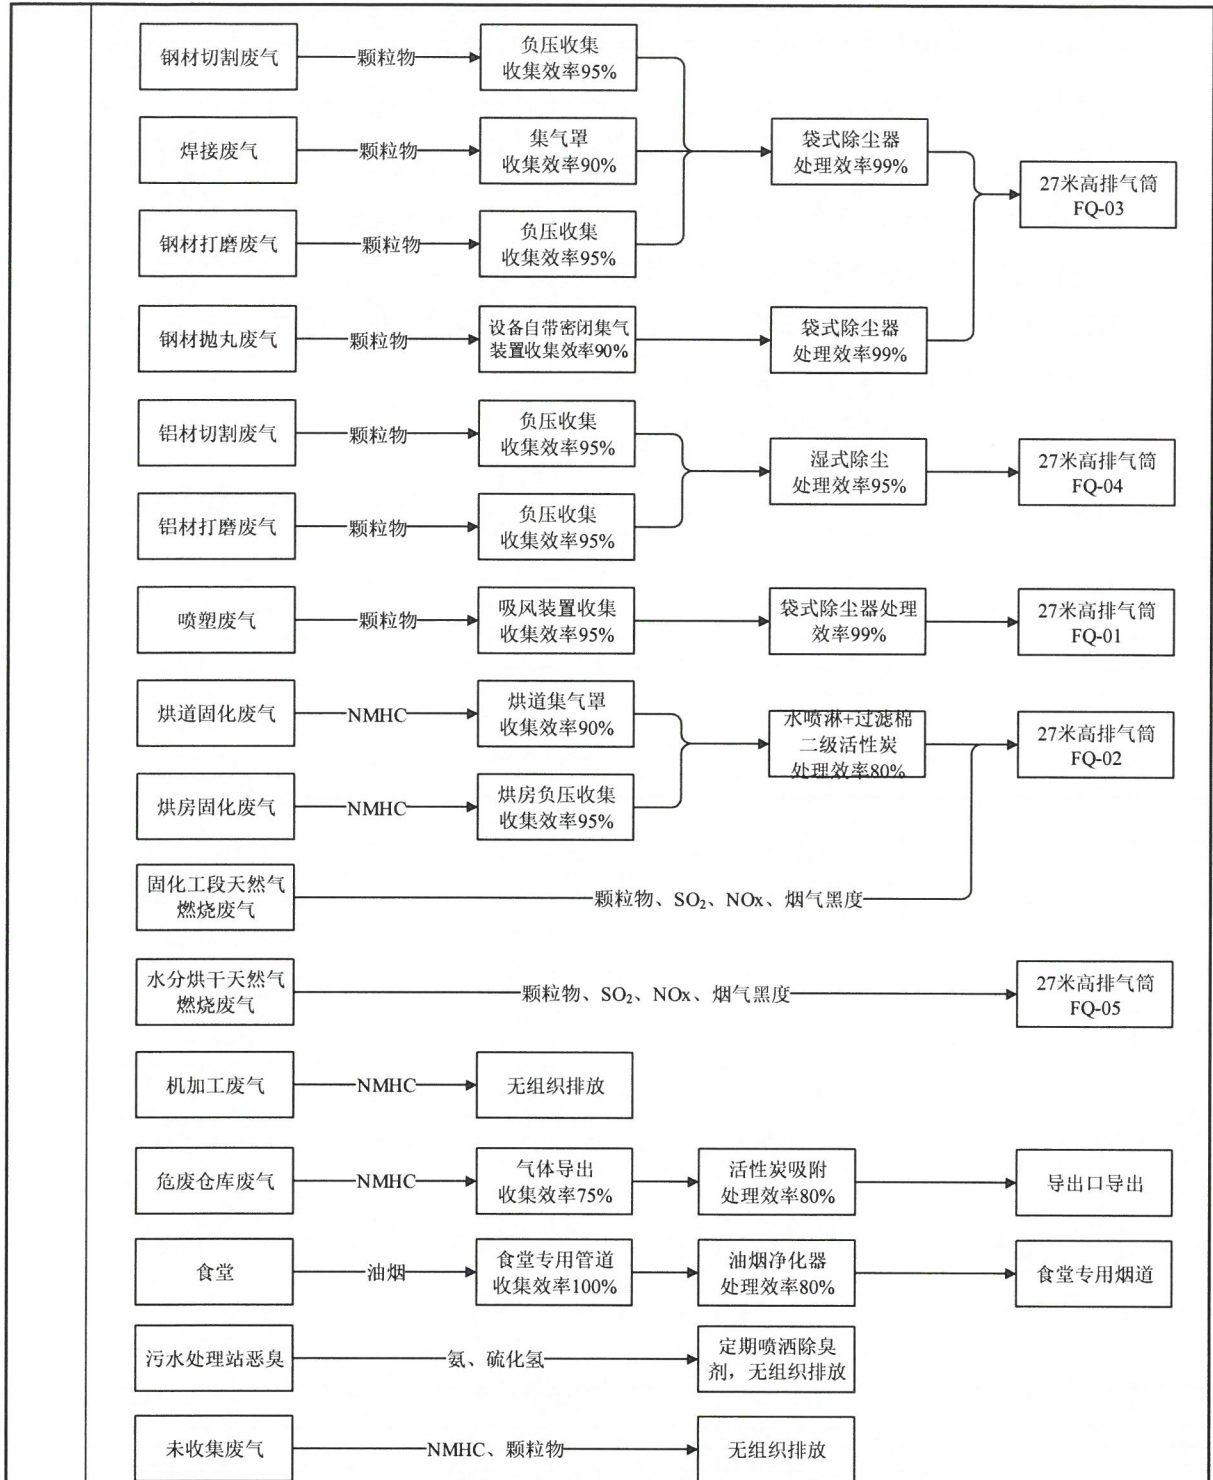 钢材切割废气
颗粒物
负压收集
收集效率95%
焊接废气
颗粒物
集气罩
收集效率90%
袋式除尘器
处理效率99%
27米高排气筒
FQ-03
钢材打磨废气
颗粒物
负压收集
收集效率95%
钢材抛丸废气
颗粒物
设备自带密闭集气
装置收集效率90%
袋式除尘器
处理效率99%
铝材切割废气
颗粒物
负压收集
收集效率95%
湿式除尘
处理效率95%
27米高排气筒
FQ-04
铝材打磨废气
颗粒物
负压收集
收集效率95%
喷塑废气
颗粒物
吸风装置收集
收集效率95%
袋式除尘器处理
效率99%
27米高排气筒
FQ-01
烘道固化废气
NMHC
烘道集气罩
收集效率90%
水喷淋+过滤棉
二级活性炭
处理效率80%
27米高排气筒
FQ-02
烘房固化废气
NMHC
烘房负压收集
收集效率95%
固化工段天然气
燃烧废气
颗粒物、SO₂、NOx、烟气黑度
水分烘干天然气
燃烧废气
颗粒物、SO₂、NOx、烟气黑度
27米高排气筒
FQ-05
机加工废气
NMHC
无组织排放
危废仓库废气
NMHC
气体导出
收集效率75%
活性炭吸附
处理效率80%
导出口导出
食堂
油烟
食堂专用管道
收集效率100%
油烟净化器
处理效率80%
食堂专用烟道
污水处理站恶臭
氨、硫化氢
定期喷洒除臭
剂，无组织排放
未收集废气
NMHC、颗粒物
无组织排放